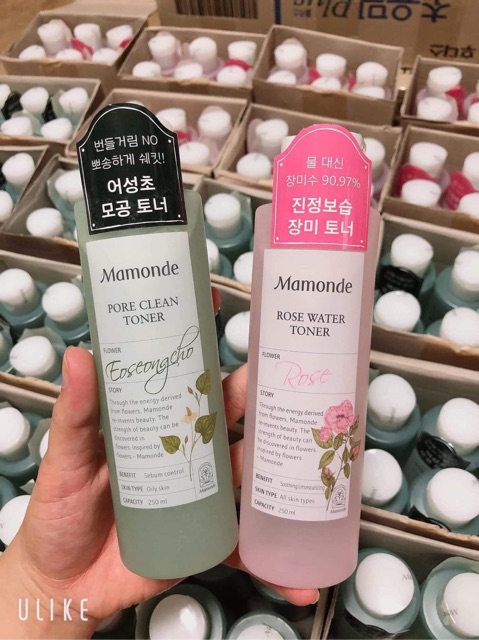 초유밀 Plus
번들거림 NO
뽀송하게 쉐킷!!
어성초
모공 토너
Mamonde
PORE CLEAN
TONER
FLOWER
Eoseongcho
STORY
Through the energy derived
from flowers, Mamonde
re-invents beauty. The
strength of beauty can be
discovered in
flowers. Inspired by
flowers - Mamonde
BENEFIT Sebum control
SKIN TYPE Oily skin
CAPACITY 250 ml
물 대신
장미수 90.97%
진정보습
장미 토너
Mamonde
ROSE WATER
TONER
FLOWER
Rose
STORY
Through the energy derived
from flowers, Mamonde
re-invents beauty. The
strength of beauty can be
discovered in flowers
inspired by flowers
- Mamonde
BENEFIT Soothing & moisturizing
SKIN TYPE All skin types
CAPACITY 250 ml
ULIKE